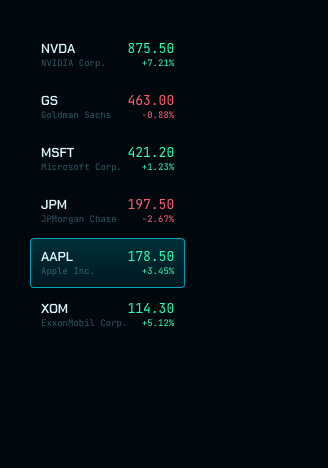 NVDA 875.50
NVIDIA Corp. +7.21%
GS 463.00
Goldman Sachs -0.88%
MSFT 421.20
Microsoft Corp. +1.23%
JPM 197.50
JPMorgan Chase -2.67%
AAPL 178.50
Apple Inc. +3.45%
XOM 114.30
ExxonMobil Corp. +5.12%